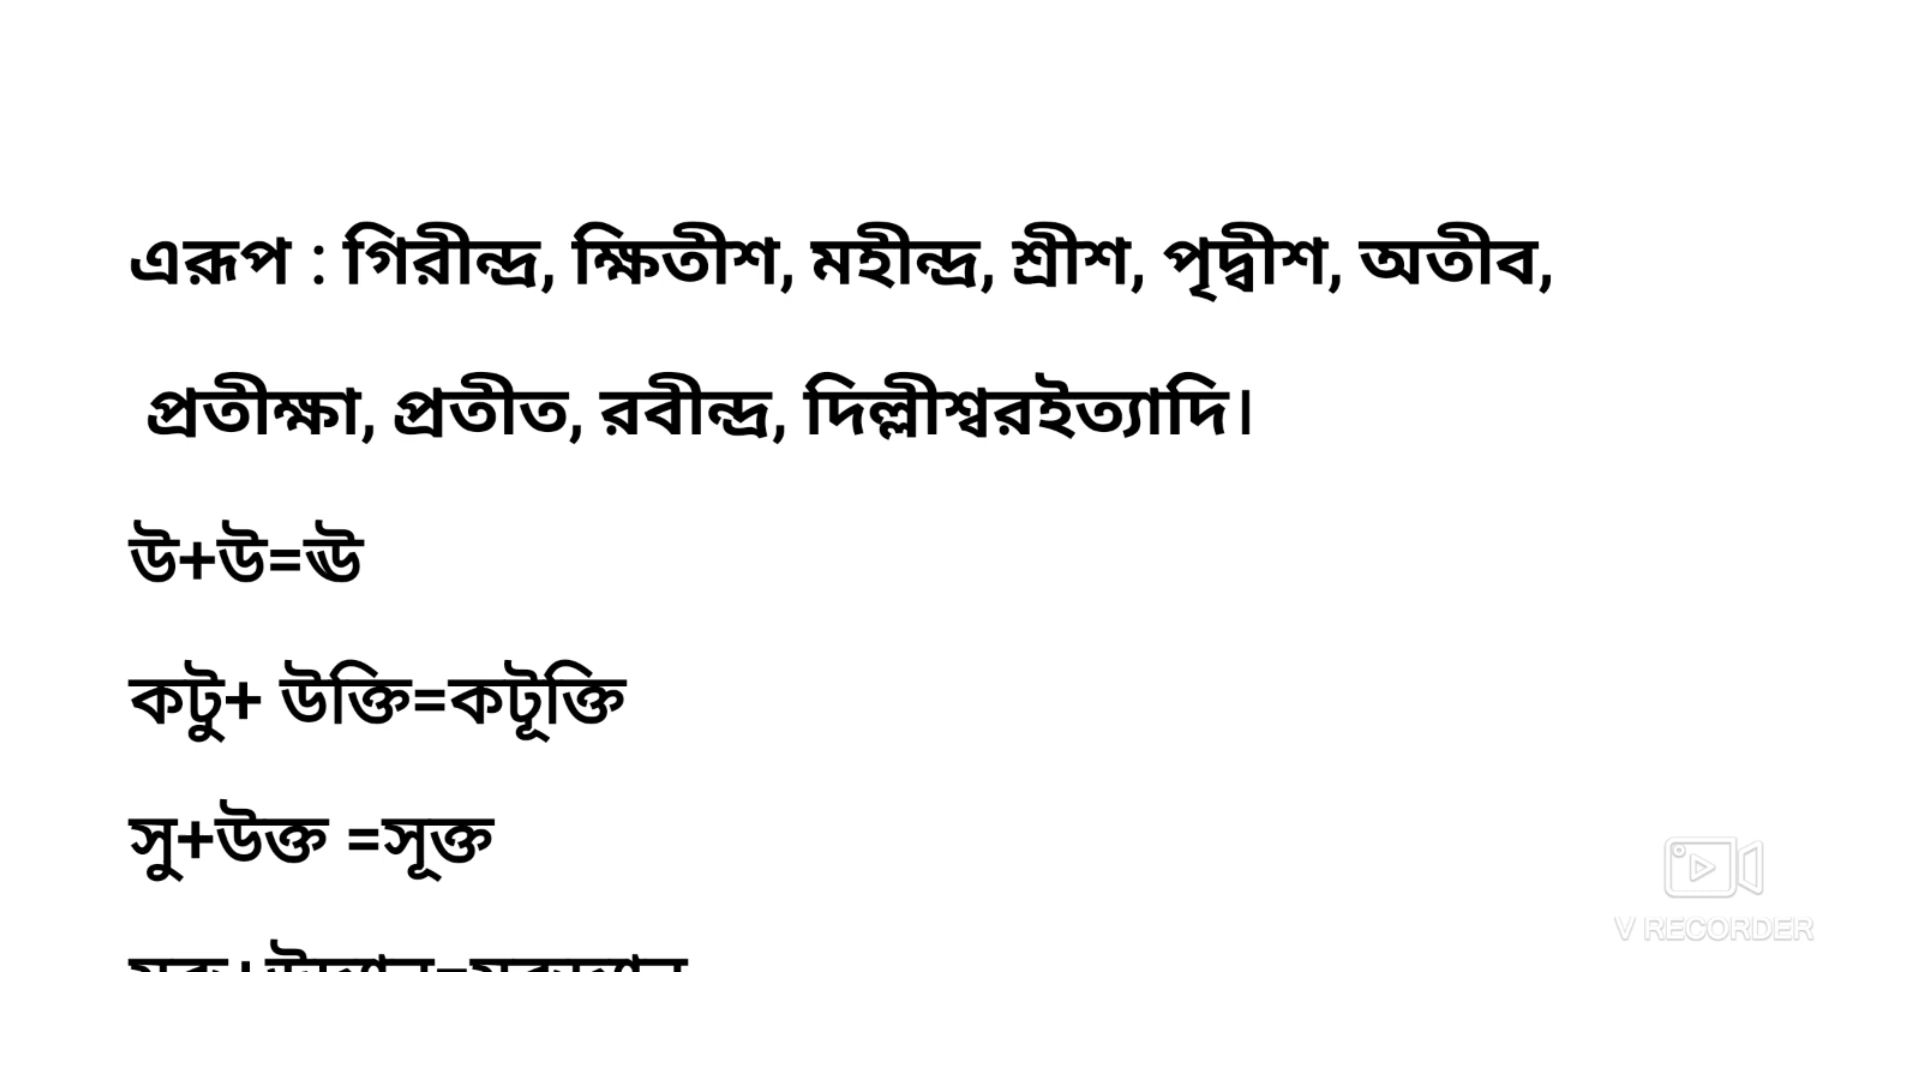 এরূপ : গিরীন্দ্র, ক্ষিতীশ, মহীন্দ্র, শ্রীশ, পৃদ্বীশ, অতীব,
প্রতীক্ষা, প্রতীত, রবীন্দ্র, দিল্লীশ্বরইত্যাদি।
উ+উ=ঊ
কটু+ উক্তি=কটূক্তি
সু+উক্ত =সূক্ত
V RECORDER